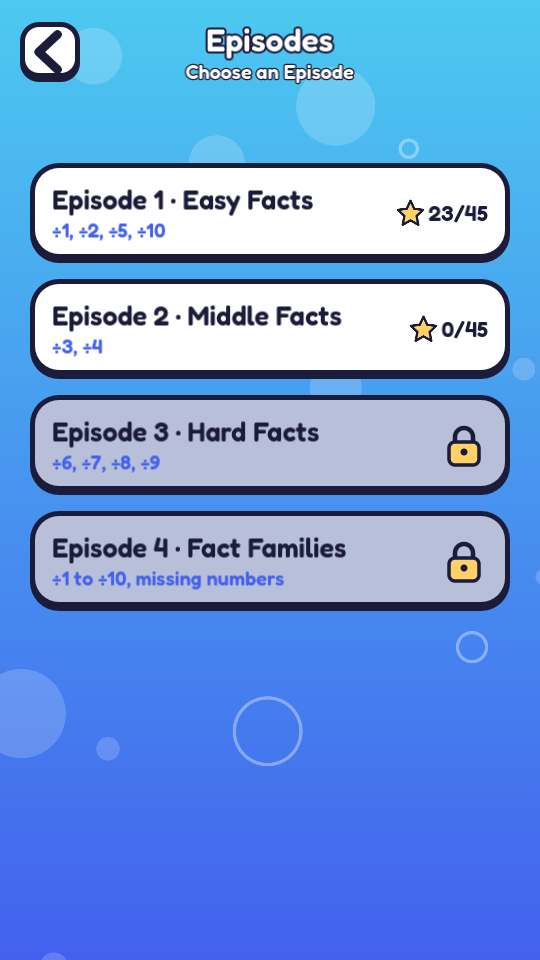 Episodes
Choose an Episode
Episode 1 · Easy Facts
÷1, ÷2, ÷5, ÷10
23/45
Episode 2 · Middle Facts
÷3, ÷4
0/45
Episode 3 · Hard Facts
÷6, ÷7, ÷8, ÷9
Episode 4 · Fact Families
÷1 to ÷10, missing numbers